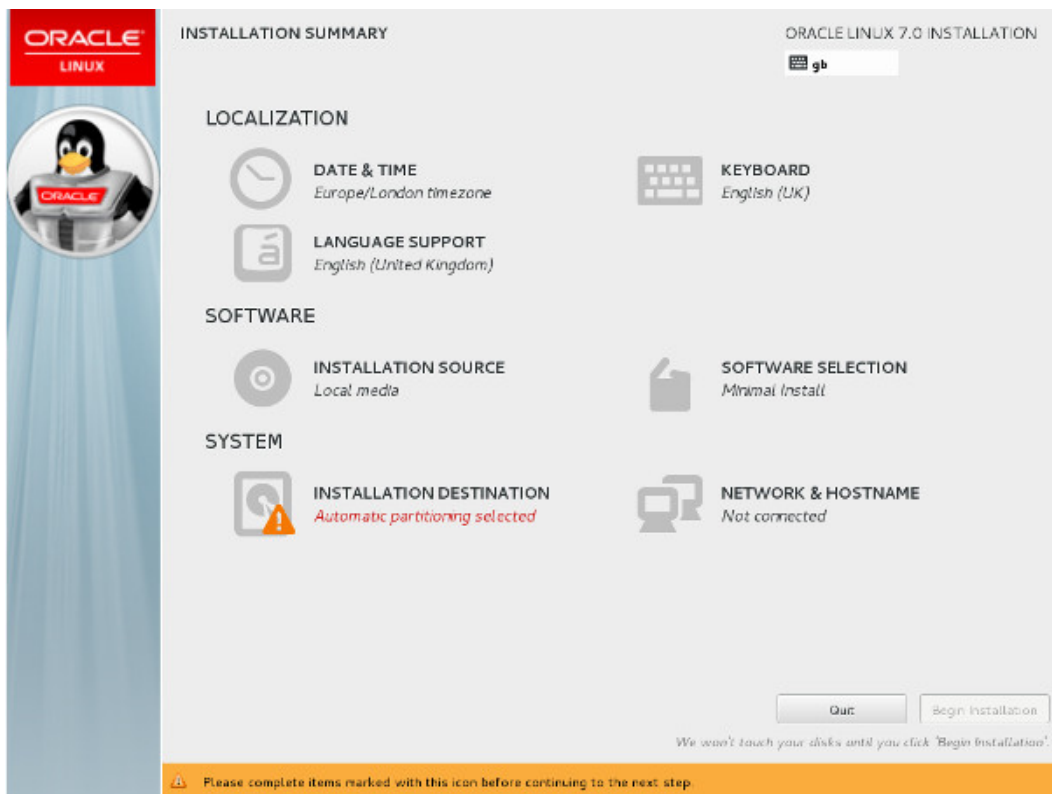 ORACLE
LINUX
INSTALLATION SUMMARY
ORACLE LINUX 7.0 INSTALLATION
gb
ORACLE
LOCALIZATION
DATE & TIME
Europe/London timezone
KEYBOARD
English (UK)
á
LANGUAGE SUPPORT
English (United Kingdom)
SOFTWARE
INSTALLATION SOURCE
Local media
SOFTWARE SELECTION
Minimal Install
SYSTEM
INSTALLATION DESTINATION
Automatic partitioning selected
NETWORK & HOSTNAME
Not connected
Quit
Begin Installation
We won't touch your disks until you click 'Begin Installation'.
Please complete items marked with this icon before continuing to the next step.